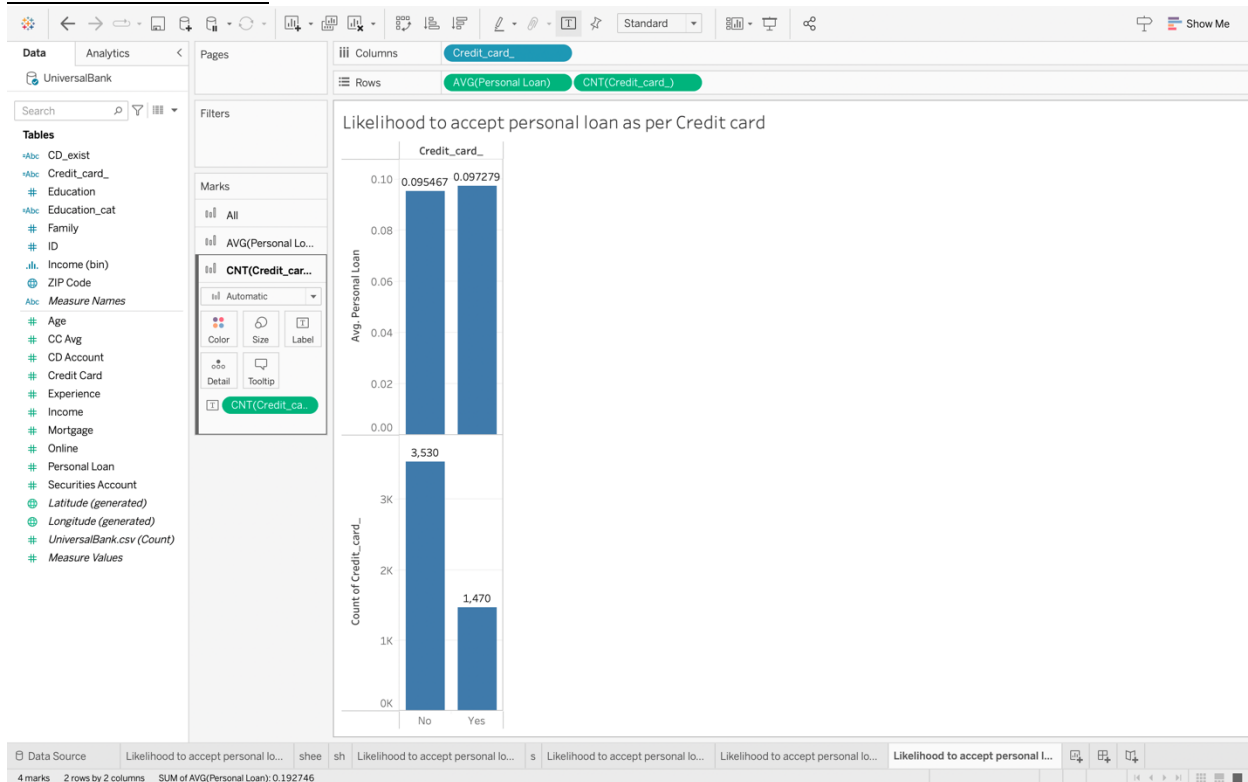 Standard
Show Me
Data
Analytics
Pages
Columns
Credit_card_
UniversalBank
Rows
AVG(Personal Loan)
CNT(Credit_card_)
Search
Filters
Likelihood to accept personal loan as per Credit card
Tables
Abc CD_exist
Abc Credit_card_
# Education
Abc Education_cat
# Family
# ID
Income (bin)
ZIP Code
Abc Measure Names
# Age
# CC Avg
# CD Account
# Credit Card
# Experience
# Income
# Mortgage
# Online
# Personal Loan
# Securities Account
Latitude (generated)
Longitude (generated)
# UniversalBank.csv (Count)
# Measure Values
Marks
All
AVG(Personal Lo...
CNT(Credit_car...
Automatic
Color
Size
T
Label
Detail
Tooltip
T
CNT(Credit_ca..
Credit_card_
0.10
0.095467
0.097279
0.08
0.06
0.04
0.02
0.00
Avg. Personal Loan
3,530
3K
2K
1,470
1K
0K
Count of Credit_card_
No
Yes
Data Source
Likelihood to accept personal lo...
shee
sh
Likelihood to accept personal lo...
s
Likelihood to accept personal lo...
Likelihood to accept personal lo...
Likelihood to accept personal l...
4 marks
2 rows by 2 columns
SUM of AVG(Personal Loan): 0.192746